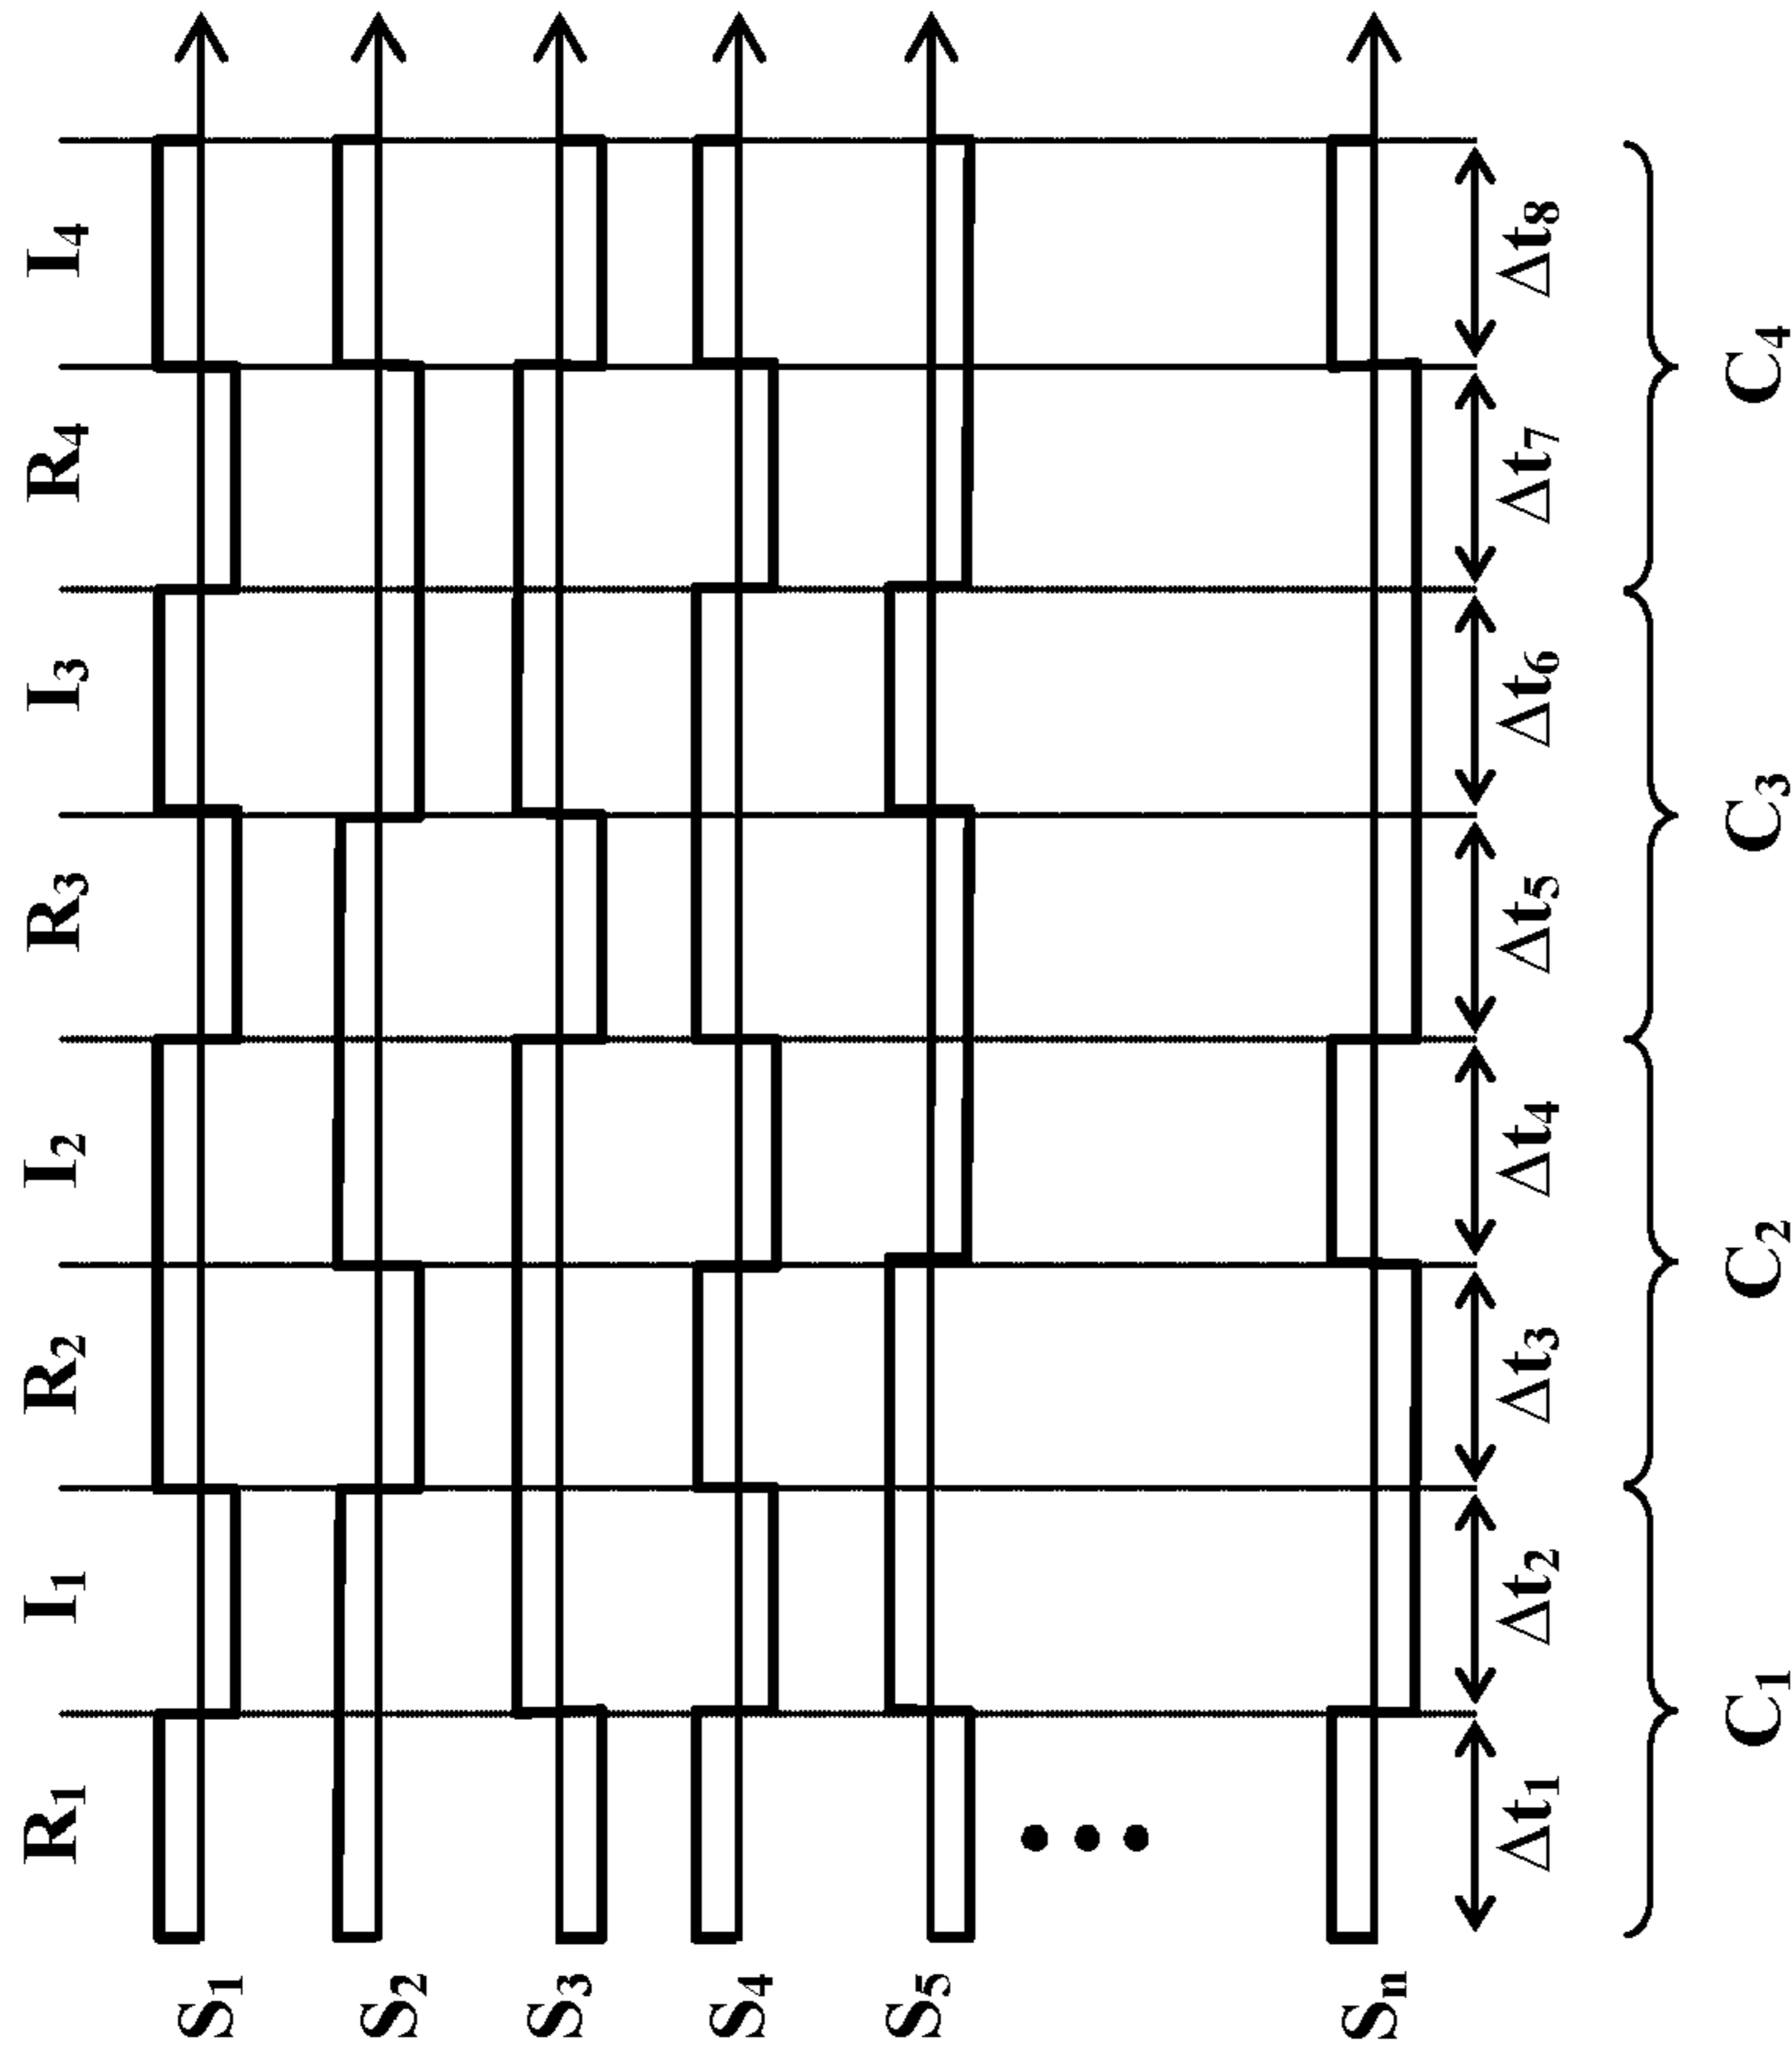 R₁ I₁ R₂ I₂ R₃ I₃ R₄ I₄
S₁
S₂
S₃
S₄
S₅
•••
Sₙ
Δt₁ Δt₂ Δt₃ Δt₄ Δt₅ Δt₆ Δt₇ Δt₈
C₁ C₂ C₃ C₄